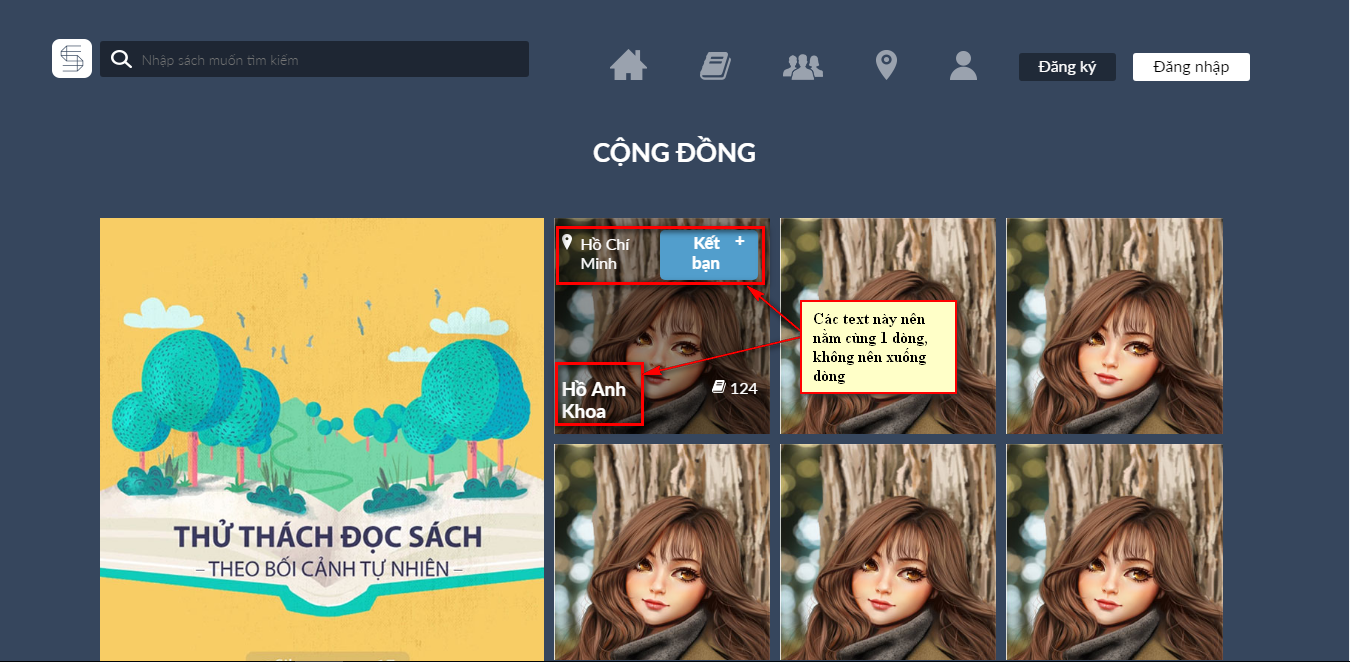 Nhập sách muốn tìm kiếm
Đăng ký
Đăng nhập
CỘNG ĐỒNG
Hồ Chí
Minh
Kết +
bạn
Hồ Anh
Khoa
124
Các text này nên
nằm cùng 1 dòng,
không nên xuống
dòng
THỬ THÁCH ĐỌC SÁCH
– THEO BỐI CẢNH TỰ NHIÊN –